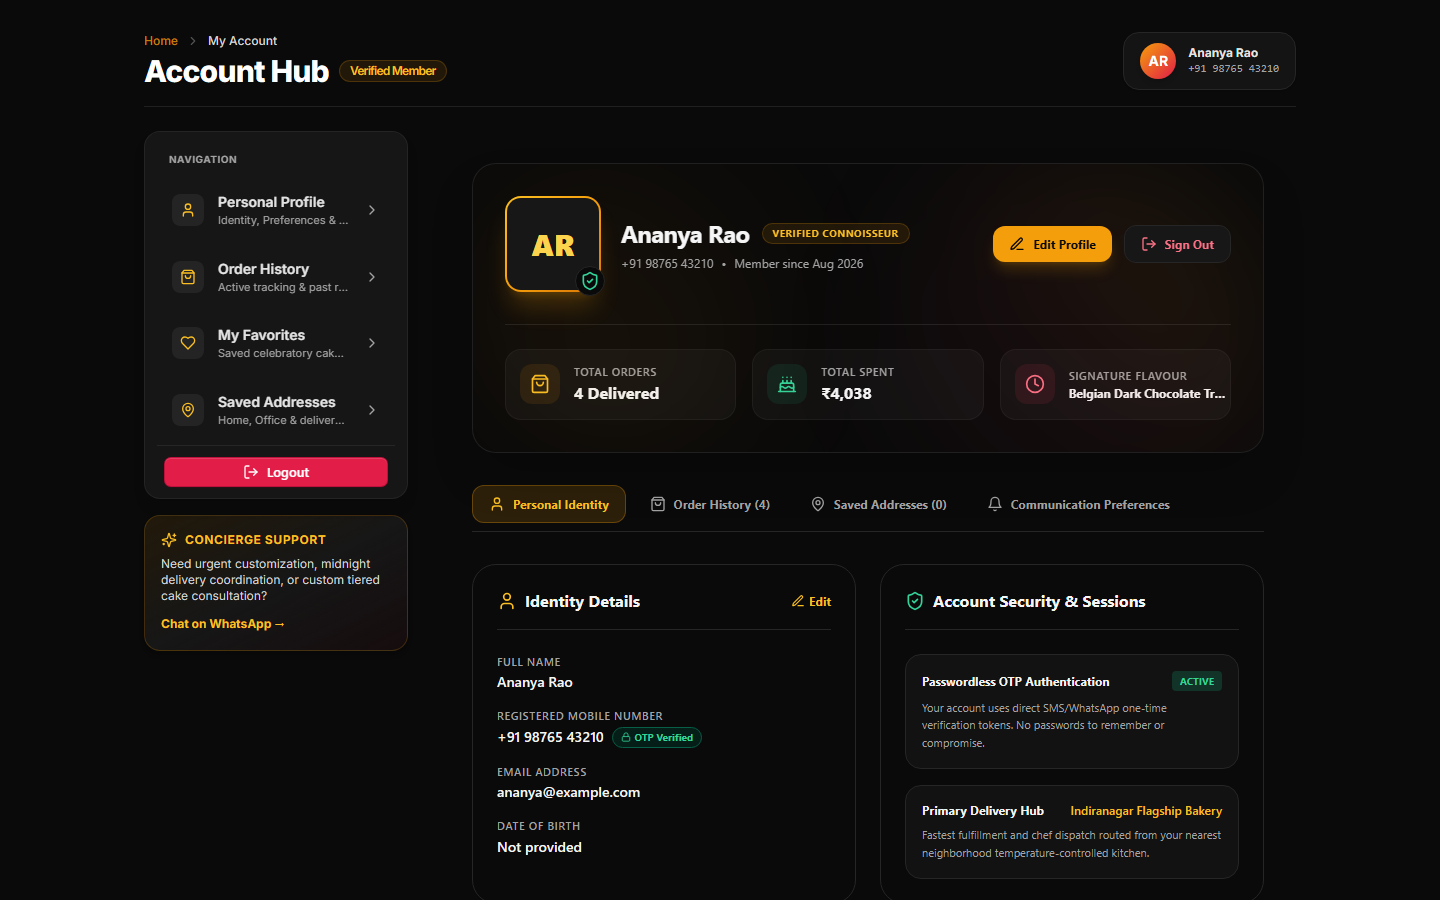 Home > My Account
Account Hub Verified Member
AR Ananya Rao
+91 98765 43210
NAVIGATION
Personal Profile
Identity, Preferences & ...
Order History
Active tracking & past r...
My Favorites
Saved celebratory cak...
Saved Addresses
Home, Office & deliver...
Logout
CONCIERGE SUPPORT
Need urgent customization, midnight
delivery coordination, or custom tiered
cake consultation?
Chat on WhatsApp →
AR
Ananya Rao VERIFIED CONNOISSEUR
+91 98765 43210 • Member since Aug 2026
Edit Profile
Sign Out
TOTAL ORDERS
4 Delivered
TOTAL SPENT
₹4,038
SIGNATURE FLAVOUR
Belgian Dark Chocolate Tr...
Personal Identity
Order History (4)
Saved Addresses (0)
Communication Preferences
Identity Details
Edit
FULL NAME
Ananya Rao
REGISTERED MOBILE NUMBER
+91 98765 43210 OTP Verified
EMAIL ADDRESS
ananya@example.com
DATE OF BIRTH
Not provided
Account Security & Sessions
Passwordless OTP Authentication ACTIVE
Your account uses direct SMS/WhatsApp one-time
verification tokens. No passwords to remember or
compromise.
Primary Delivery Hub Indiranagar Flagship Bakery
Fastest fulfillment and chef dispatch routed from your nearest
neighborhood temperature-controlled kitchen.